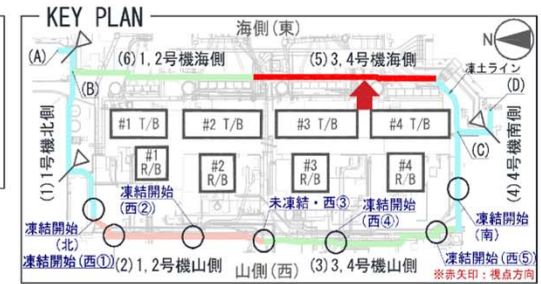 KEY PLAN
海側(東)
N
(A)
(6)1,2号機海側
(5)3,4号機海側
凍土ライン
(B)
(D)
#1 T/B
#2 T/B
#3 T/B
#4 T/B
(C)
(1)1号機北側
#1
R/B
#2
R/B
#3
R/B
#4
R/B
(4)4号機南側
凍結開始
(西②)
未凍結・西③
凍結開始
(西④)
凍結開始
(北)
凍結開始(西①)
凍結開始
(南)
(2)1,2号機山側
山側(西)
(3)3,4号機山側
凍結開始
(西⑤)
※赤矢印：視点方向